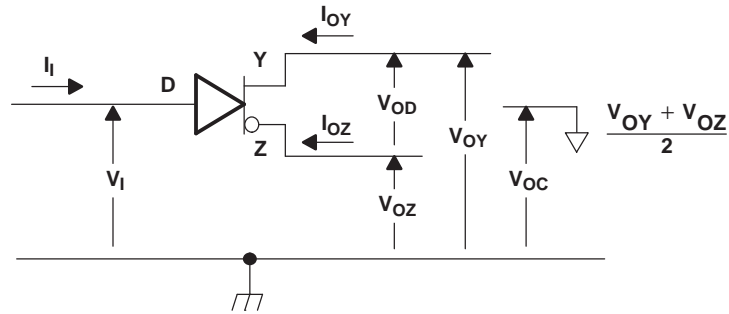 I_OY
I_I
D
Y
V_OD
I_OZ
Z
V_OY
V_OY + V_OZ
2
V_I
V_OZ
V_OC